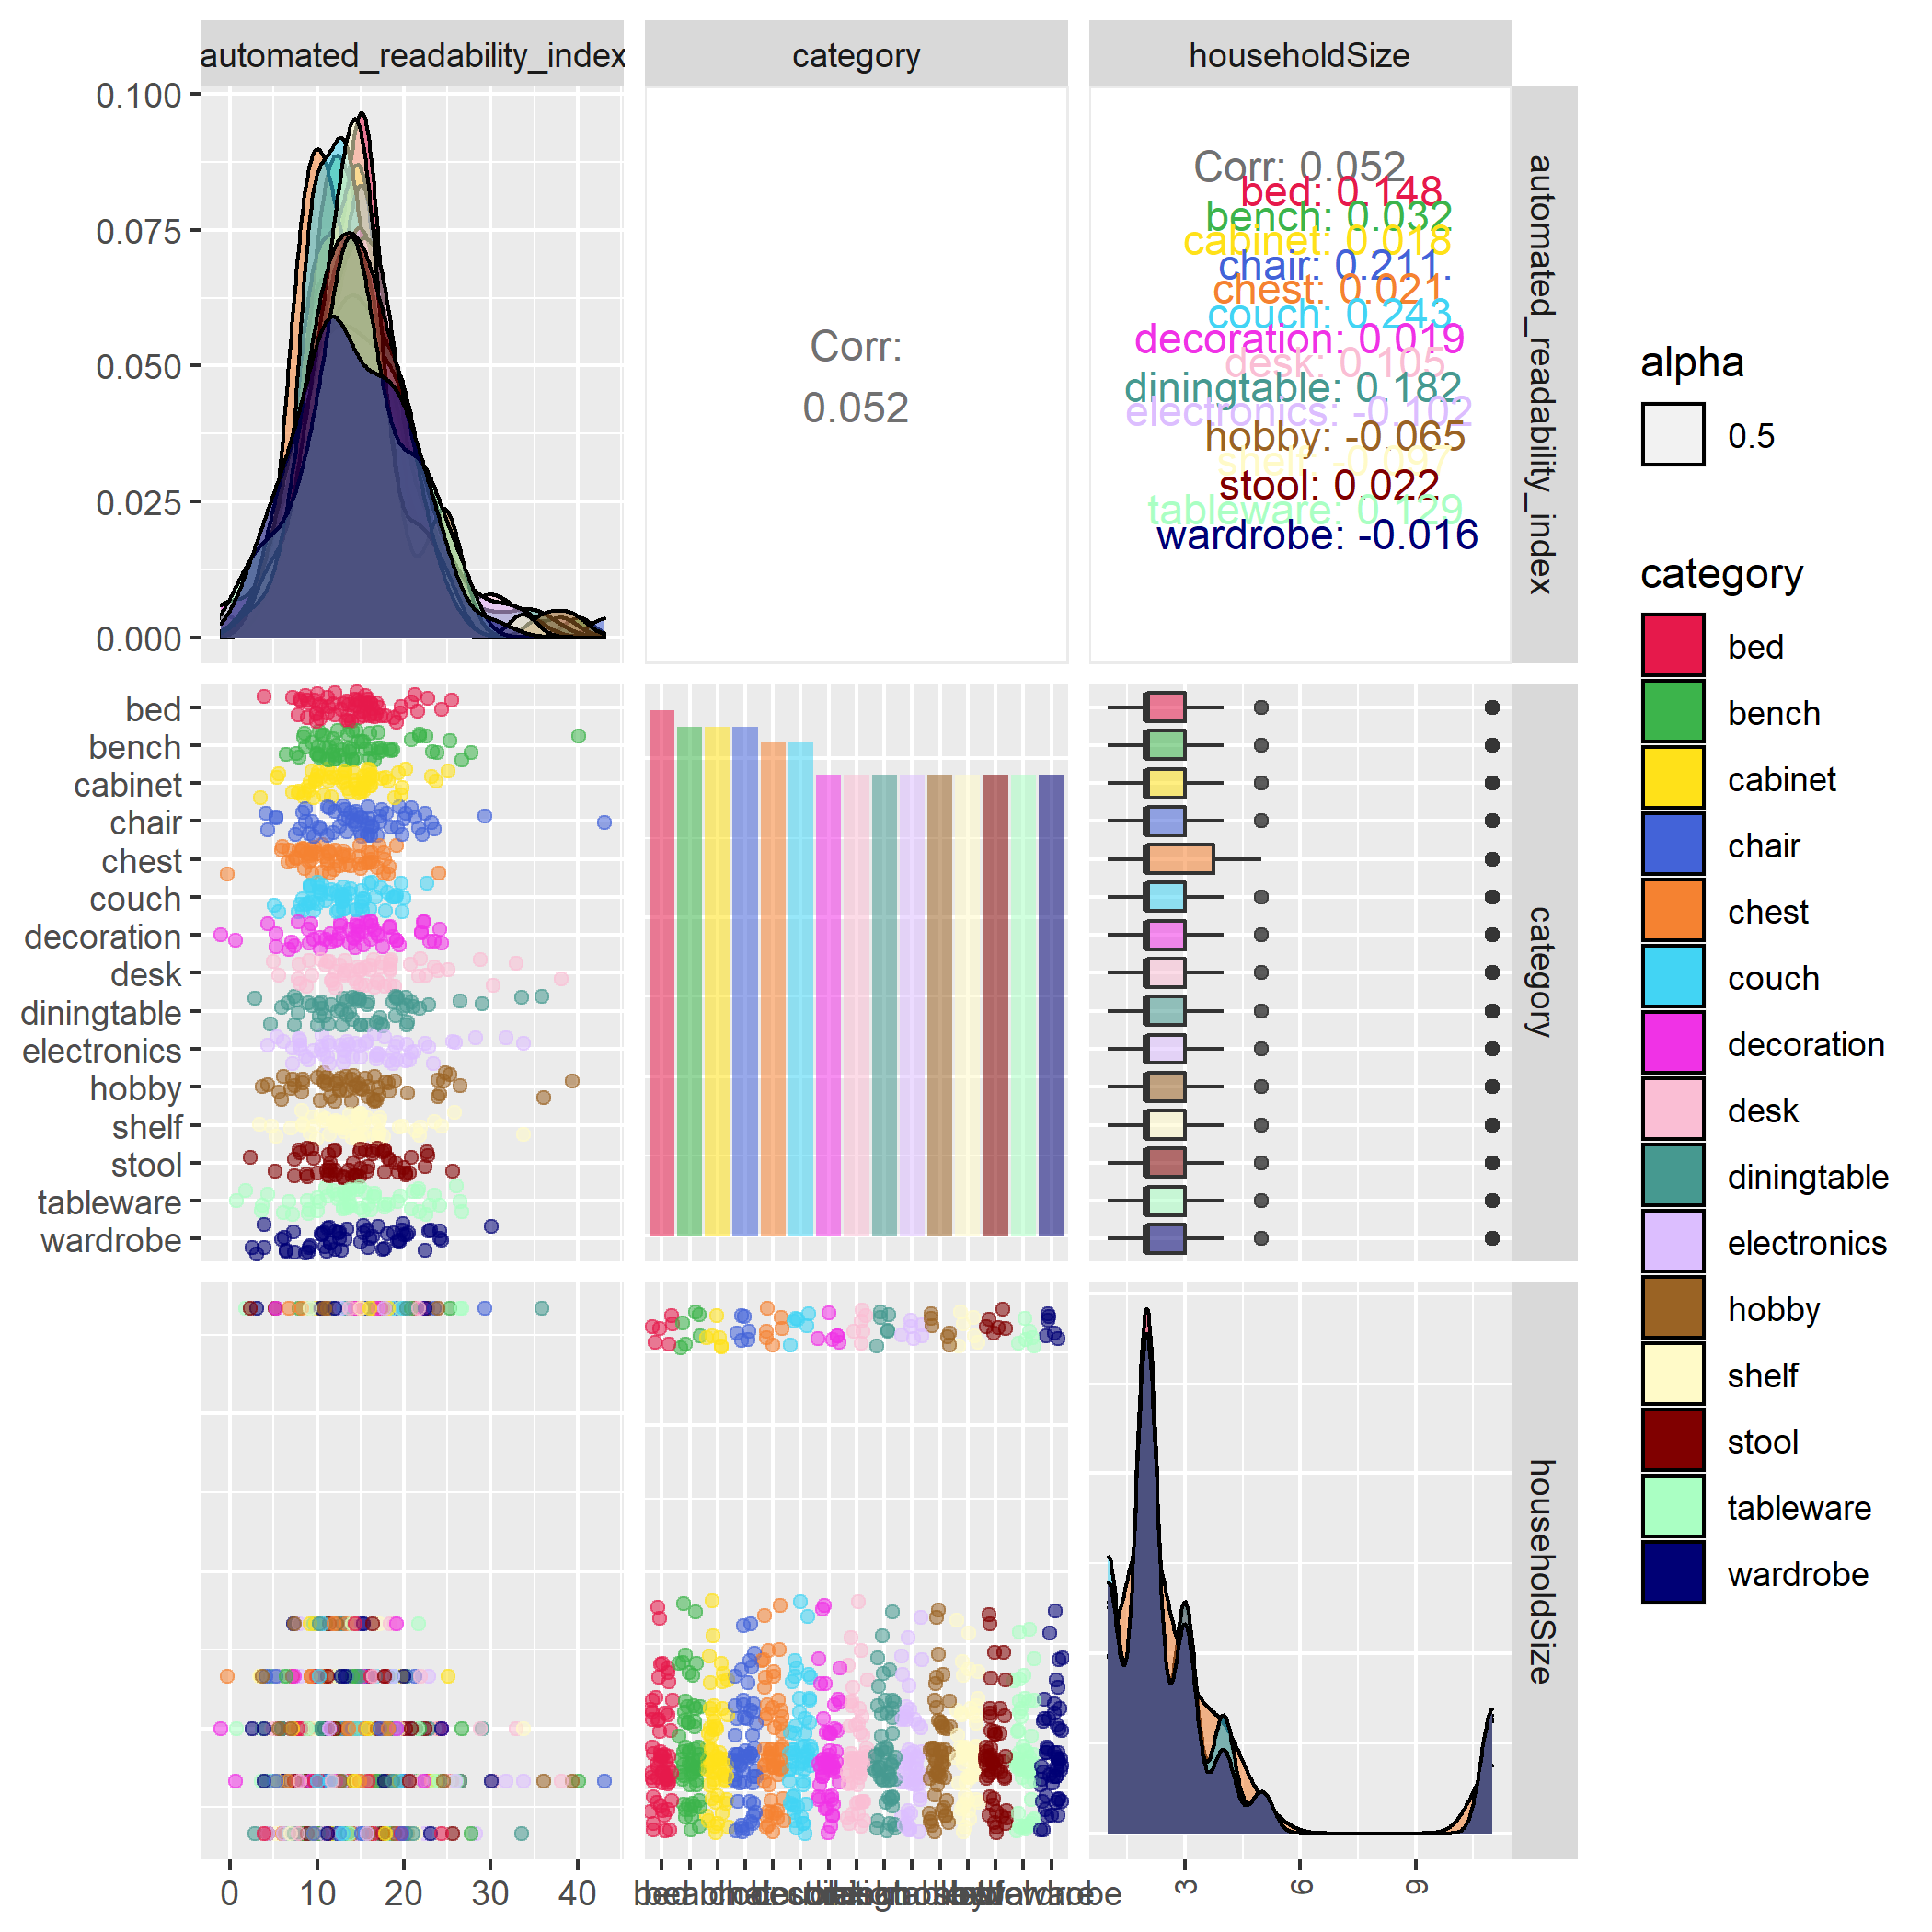 automated_readability_index
category
householdSize
0.100
0.075
0.050
0.025
0.000
Corr:
0.052
Corr: 0.052
bed: 0.148
bench: 0.032
cabinet: 0.018
chair: 0.211.
chest: 0.021
couch: 0.243
decoration: 0.019
desk: 0.105
diningtable: 0.182
electronics: -0.102
hobby: -0.065
shelf: -0.097
stool: 0.022
tableware: 0.129
wardrobe: -0.016
automated_readability_index
bed
bench
cabinet
chair
chest
couch
decoration
desk
diningtable
electronics
hobby
shelf
stool
tableware
wardrobe
category
householdSize
0 10 20 30 40
3 6 9
alpha
0.5
category
bed
bench
cabinet
chair
chest
couch
decoration
desk
diningtable
electronics
hobby
shelf
stool
tableware
wardrobe